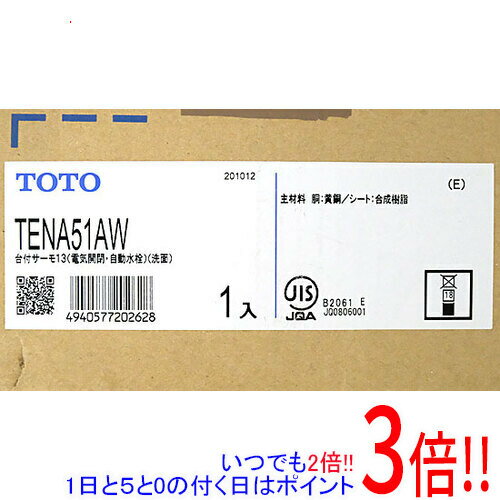 TOTO
201012
TENA51AW
台付サーモ13(電気開閉・自動水栓)(洗面)
4940577202628
1入
主材料 胴:黄銅/シート:合成樹脂
(E)
JIS
JQA
B2061 E
JQ0806001
18
いつでも2倍!!
1日と5と0の付く日はポイント
3倍!!